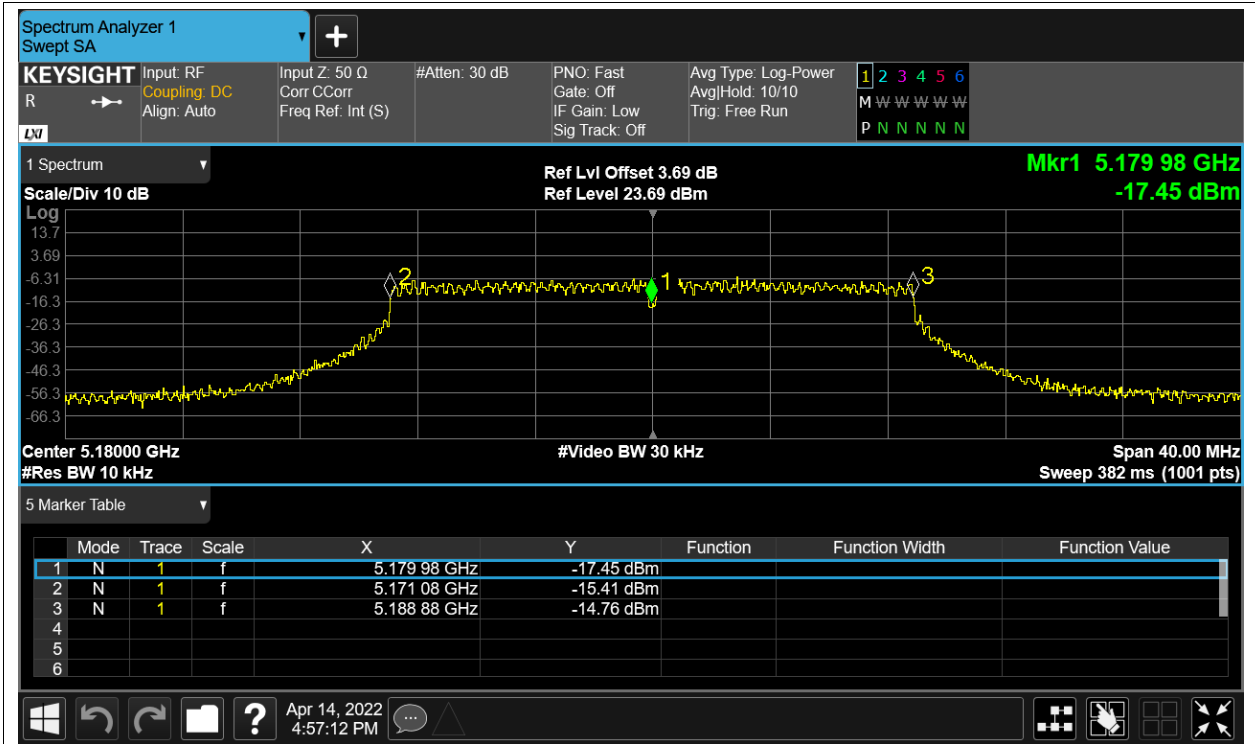 Spectrum Analyzer 1
Swept SA
+
KEYSIGHT Input: RF Input Z: 50 Ω #Atten: 30 dB PNO: Fast Avg Type: Log-Power 1 2 3 4 5 6
R Coupling: DC Corr CCorr Gate: Off Avg|Hold: 10/10 M W W W W W W
Align: Auto Freq Ref: Int (S) IF Gain: Low Trig: Free Run
LXI Sig Track: Off P N N N N N N
1 Spectrum Ref Lvl Offset 3.69 dB Mkr1 5.179 98 GHz
Scale/Div 10 dB Ref Level 23.69 dBm -17.45 dBm
Log
13.7
3.69
-6.31 2 1 3
-16.3
-26.3
-36.3
-46.3
-56.3
-66.3
Center 5.18000 GHz #Video BW 30 kHz Span 40.00 MHz
#Res BW 10 kHz Sweep 382 ms (1001 pts)
5 Marker Table
Mode Trace Scale X Y Function Function Width Function Value
1 N 1 f 5.179 98 GHz -17.45 dBm
2 N 1 f 5.171 08 GHz -15.41 dBm
3 N 1 f 5.188 88 GHz -14.76 dBm
4
5
6
? Apr 14, 2022
4:57:12 PM